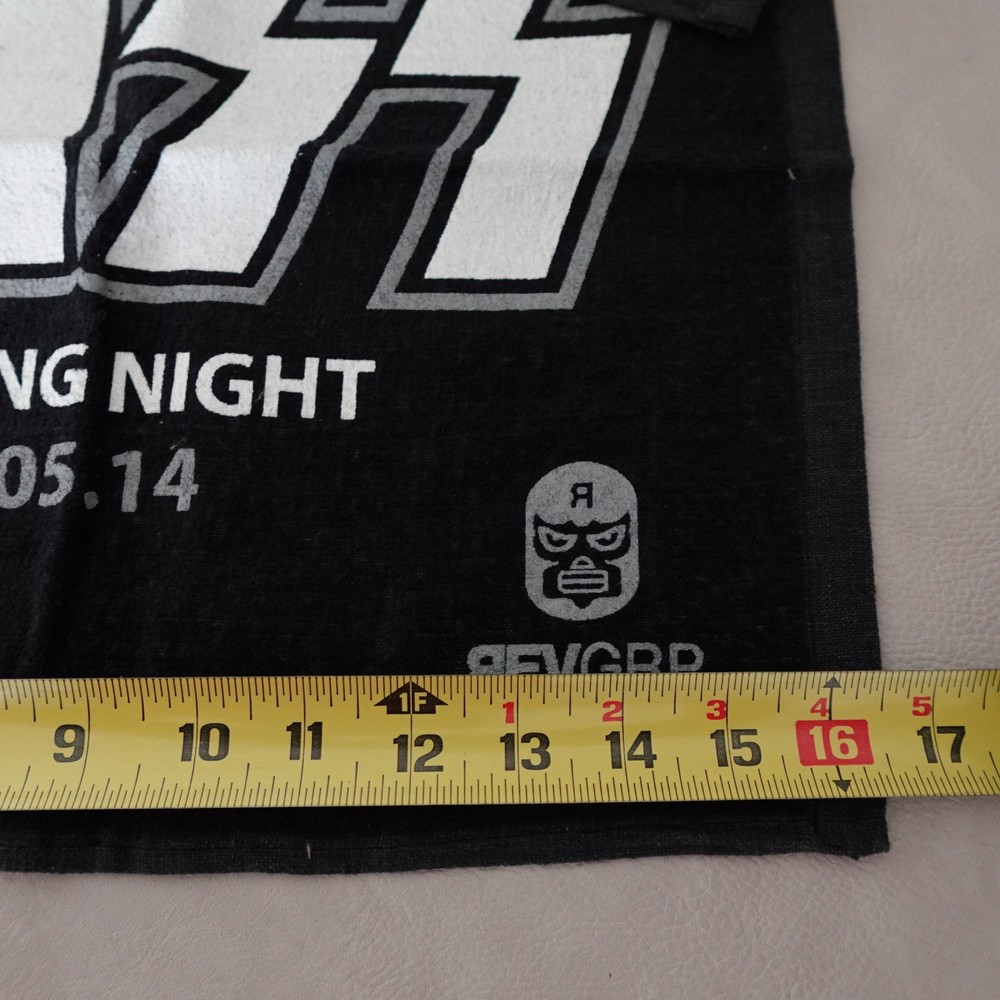 NG NIGHT
05.14
R
REVGRP
1F 1 2 3 4 5
9 10 11 12 13 14 15 16 17